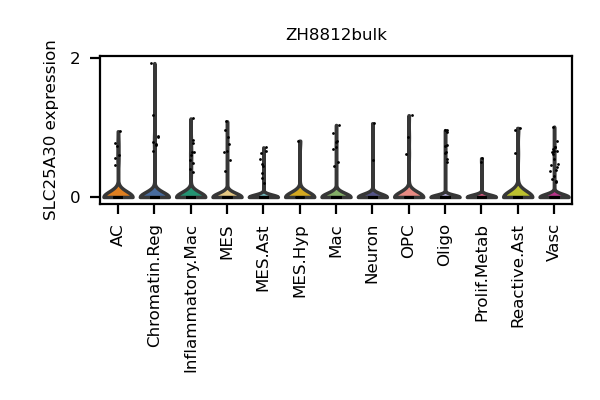 ZH8812bulk
SLC25A30 expression
2
0
AC
Chromatin.Reg
Inflammatory.Mac
MES
MES.Ast
MES.Hyp
Mac
Neuron
OPC
Oligo
Prolif.Metab
Reactive.Ast
Vasc